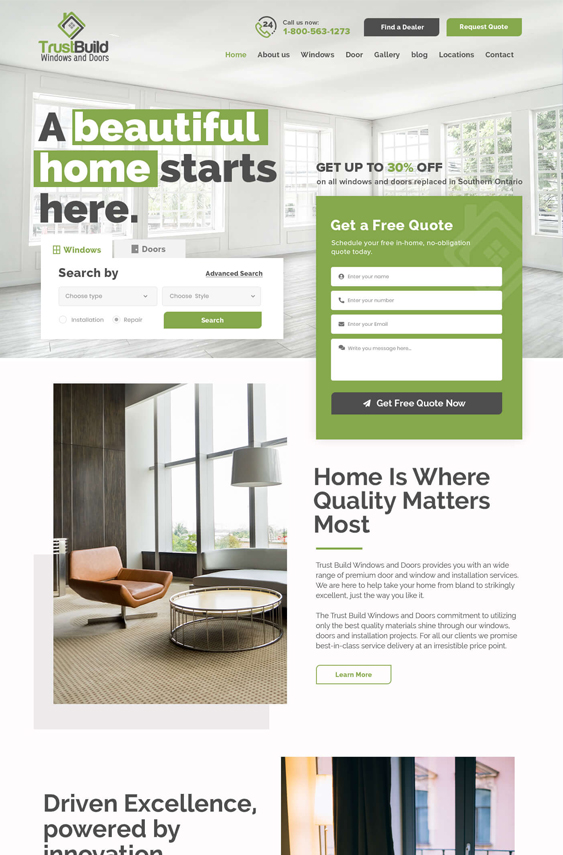 TrustBuild
Windows and Doors
24
Call us now:
1-800-563-1273
Find a Dealer
Request Quote
Home
About us
Windows
Door
Gallery
blog
Locations
Contact
A beautiful
home starts
here.
GET UP TO 30% OFF
on all windows and doors replaced in Southern Ontario
Windows
Doors
Search by
Advanced Search
Choose type
Choose Style
Installation
Repair
Search
Get a Free Quote
Schedule your free in-home, no-obligation
quote today.
Enter your name
Enter your number
Enter your Email
Write you message here...
Get Free Quote Now
Home Is Where
Quality Matters
Most
Trust Build Windows and Doors provides you with an wide
range of premium door and window and installation services.
We are here to help take your home from bland to strikingly
excellent, just the way you like it.
The Trust Build Windows and Doors commitment to utilizing
only the best quality materials shine through our windows,
doors and installation projects. For all our clients we promise
best-in-class service delivery at an irresistible price point.
Learn More
Driven Excellence,
powered by
innovation